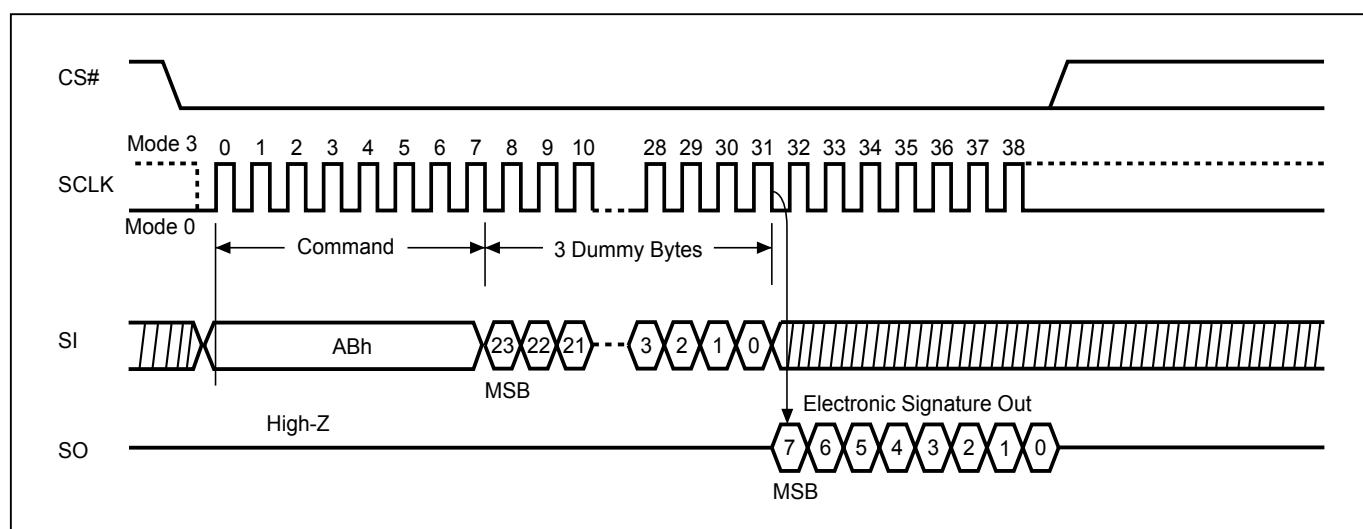 CS#
Mode 3
0 1 2 3 4 5 6 7 8 9 10 28 29 30 31 32 33 34 35 36 37 38
SCLK
Mode 0
Command
3 Dummy Bytes
SI
ABh
23 22 21 3 2 1 0
MSB
Electronic Signature Out
High-Z
SO
7 6 5 4 3 2 1 0
MSB